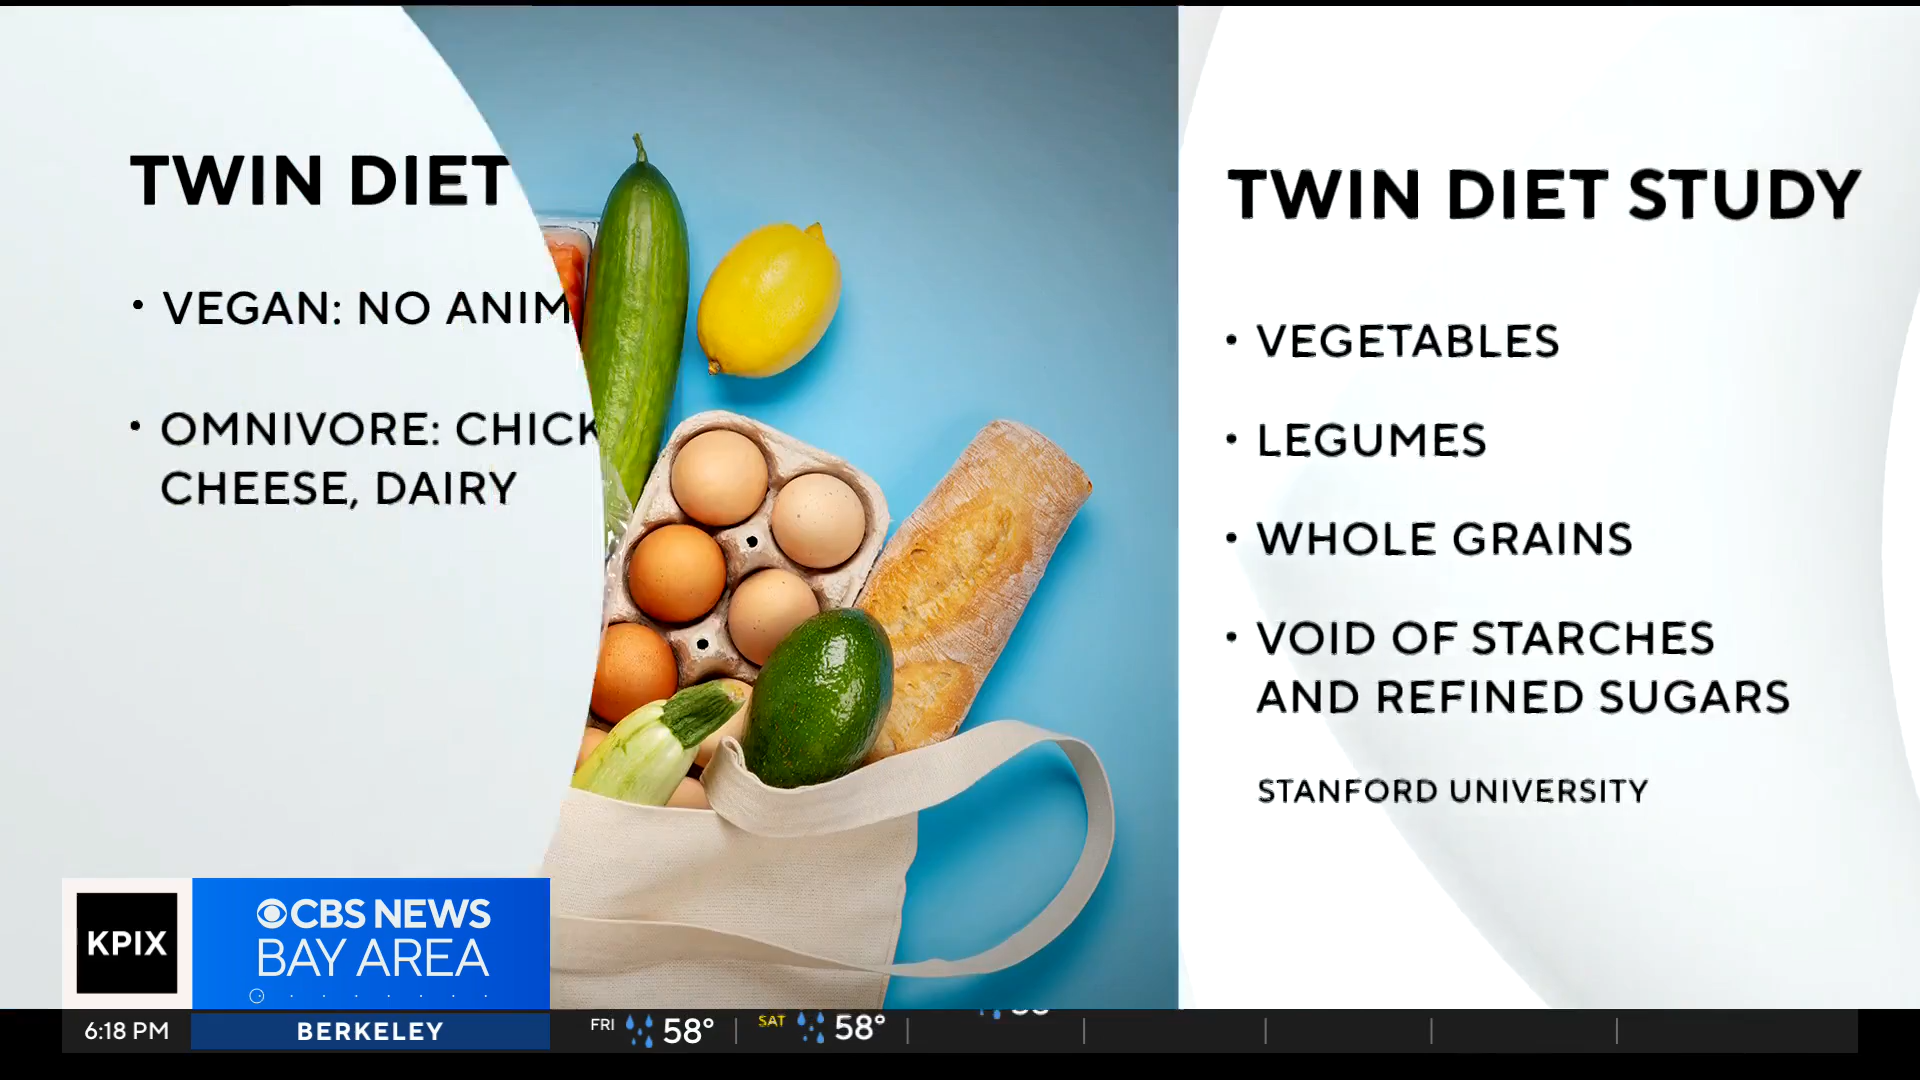 TWIN DIET
• VEGAN: NO ANIM
• OMNIVORE: CHICK
CHEESE, DAIRY
TWIN DIET STUDY
• VEGETABLES
• LEGUMES
• WHOLE GRAINS
• VOID OF STARCHES
AND REFINED SUGARS
STANFORD UNIVERSITY
KPIX
CBS NEWS
BAY AREA
6:18 PM
BERKELEY
FRI 58°
SAT 58°